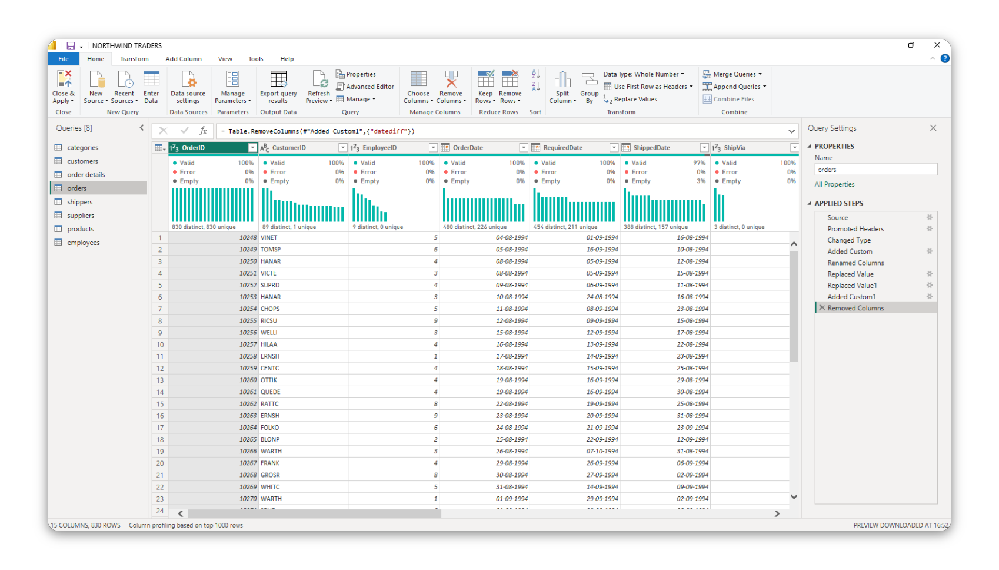 NORTHWIND TRADERS
File Home Transform Add Column View Tools Help
Close & Apply
New Source
Recent Sources
Enter Data
Data source settings
Manage Parameters
Export query results
Refresh Preview
Properties
Advanced Editor
Manage
Choose Columns
Remove Columns
Keep Rows
Remove Rows
Split Column
Group By
Data Type: Whole Number
Use First Row as Headers
Replace Values
Merge Queries
Append Queries
Combine Files
Close New Query Data Sources Parameters Output Data Query Manage Columns Reduce Rows Sort Transform Combine
Queries [8]
categories
customers
order details
orders
shippers
suppliers
products
employees
fx = Table.RemoveColumns(#"Added Custom1",{"datediff"})
1²3 OrderID ABC CustomerID 1²3 EmployeeID OrderDate RequiredDate ShippedDate 1²3 ShipVia
Valid 100% Valid 100% Valid 100% Valid 100% Valid 100% Valid 97% Valid 100%
Error 0% Error 0% Error 0% Error 0% Error 0% Error 0% Error 0%
Empty 0% Empty 0% Empty 0% Empty 0% Empty 0% Empty 3% Empty 0%
830 distinct, 830 unique 89 distinct, 1 unique 9 distinct, 0 unique 480 distinct, 226 unique 454 distinct, 211 unique 388 distinct, 157 unique 3 distinct, 0 unique
1 10248 VINET 5 04-08-1994 01-09-1994 16-08-1994
2 10249 TOMSP 6 05-08-1994 16-09-1994 10-08-1994
3 10250 HANAR 4 08-08-1994 05-09-1994 12-08-1994
4 10251 VICTE 3 08-08-1994 05-09-1994 15-08-1994
5 10252 SUPRD 4 09-08-1994 06-09-1994 11-08-1994
6 10253 HANAR 3 10-08-1994 24-08-1994 16-08-1994
7 10254 CHOPS 5 11-08-1994 08-09-1994 23-08-1994
8 10255 RICSU 9 12-08-1994 09-09-1994 15-08-1994
9 10256 WELLI 3 15-08-1994 12-09-1994 17-08-1994
10 10257 HILAA 4 16-08-1994 13-09-1994 22-08-1994
11 10258 ERNSH 1 17-08-1994 14-09-1994 23-08-1994
12 10259 CENTC 4 18-08-1994 15-09-1994 25-08-1994
13 10260 OTTIK 4 19-08-1994 16-09-1994 29-08-1994
14 10261 QUEDE 4 19-08-1994 16-09-1994 30-08-1994
15 10262 RATTC 8 22-08-1994 19-09-1994 25-08-1994
16 10263 ERNSH 9 23-08-1994 20-09-1994 31-08-1994
17 10264 FOLKO 6 24-08-1994 21-09-1994 23-09-1994
18 10265 BLONP 2 25-08-1994 22-09-1994 12-09-1994
19 10266 WARTH 3 26-08-1994 07-10-1994 31-08-1994
20 10267 FRANK 4 29-08-1994 26-09-1994 06-09-1994
21 10268 GROSR 8 30-08-1994 27-09-1994 02-09-1994
22 10269 WHITC 5 31-08-1994 14-09-1994 09-09-1994
23 10270 WARTH 1 01-09-1994 29-09-1994 02-09-1994
24
Query Settings
PROPERTIES
Name
orders
All Properties
APPLIED STEPS
Source
Promoted Headers
Changed Type
Added Custom
Renamed Columns
Replaced Value
Replaced Value1
Added Custom1
Removed Columns
15 COLUMNS, 830 ROWS Column profiling based on top 1000 rows PREVIEW DOWNLOADED AT 16:52